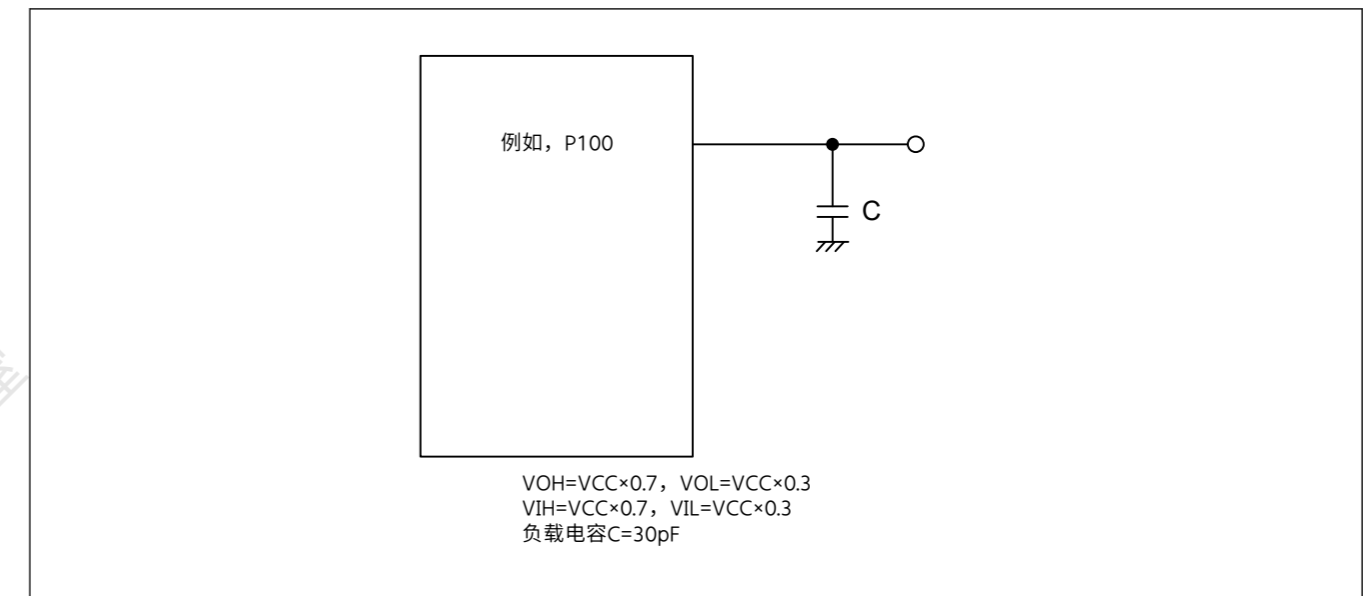 例如，P100
C
VOH=VCC×0.7，VOL=VCC×0.3
VIH=VCC×0.7，VIL=VCC×0.3
负载电容C=30pF